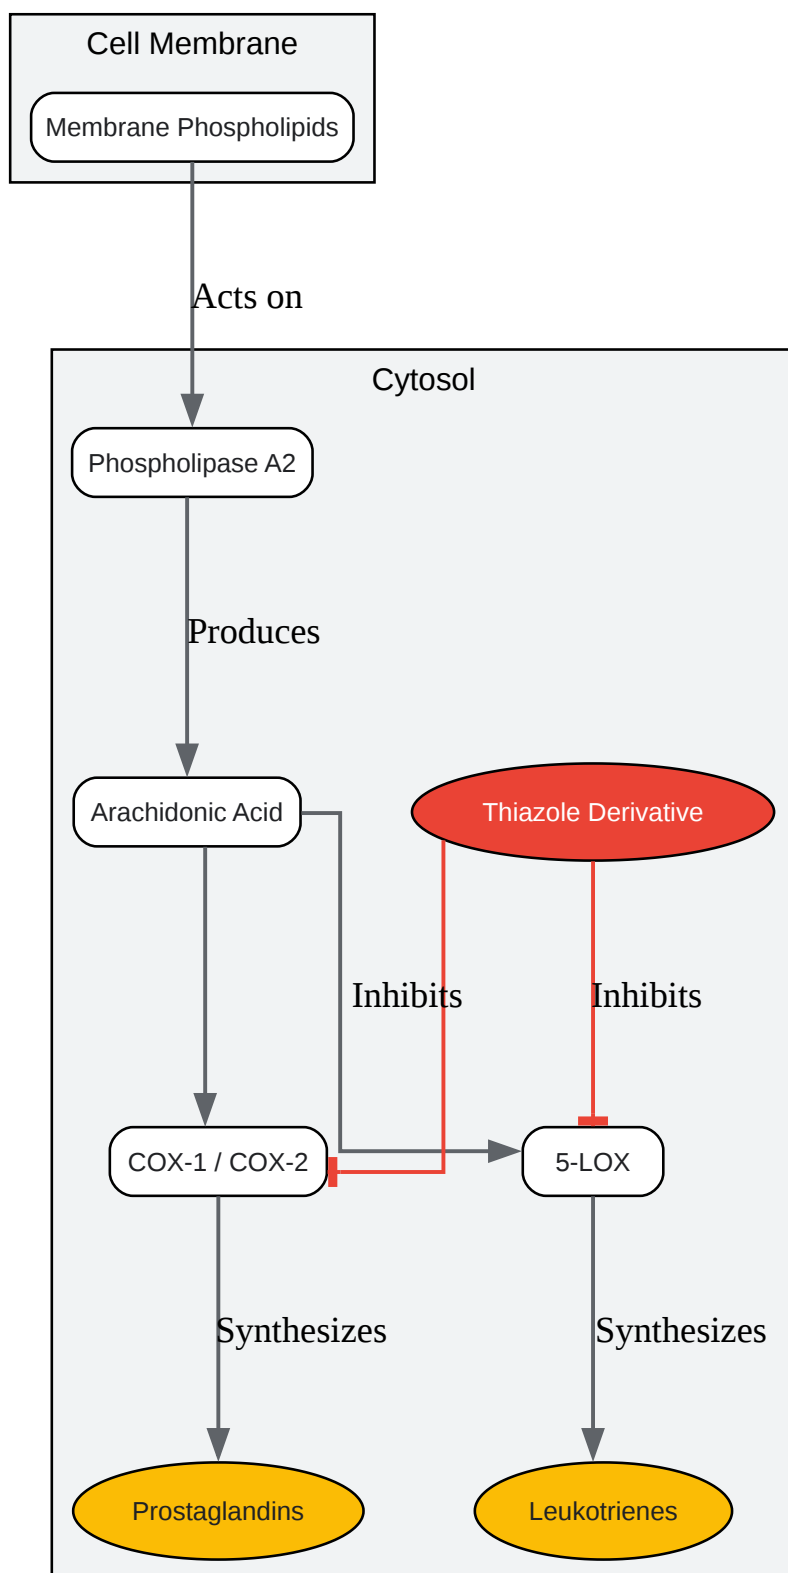 Cell Membrane
Membrane Phospholipids
Acts on
Cytosol
Phospholipase A2
Produces
Arachidonic Acid
Thiazole Derivative
Inhibits
Inhibits
COX-1 / COX-2
5-LOX
Synthesizes
Synthesizes
Prostaglandins
Leukotrienes